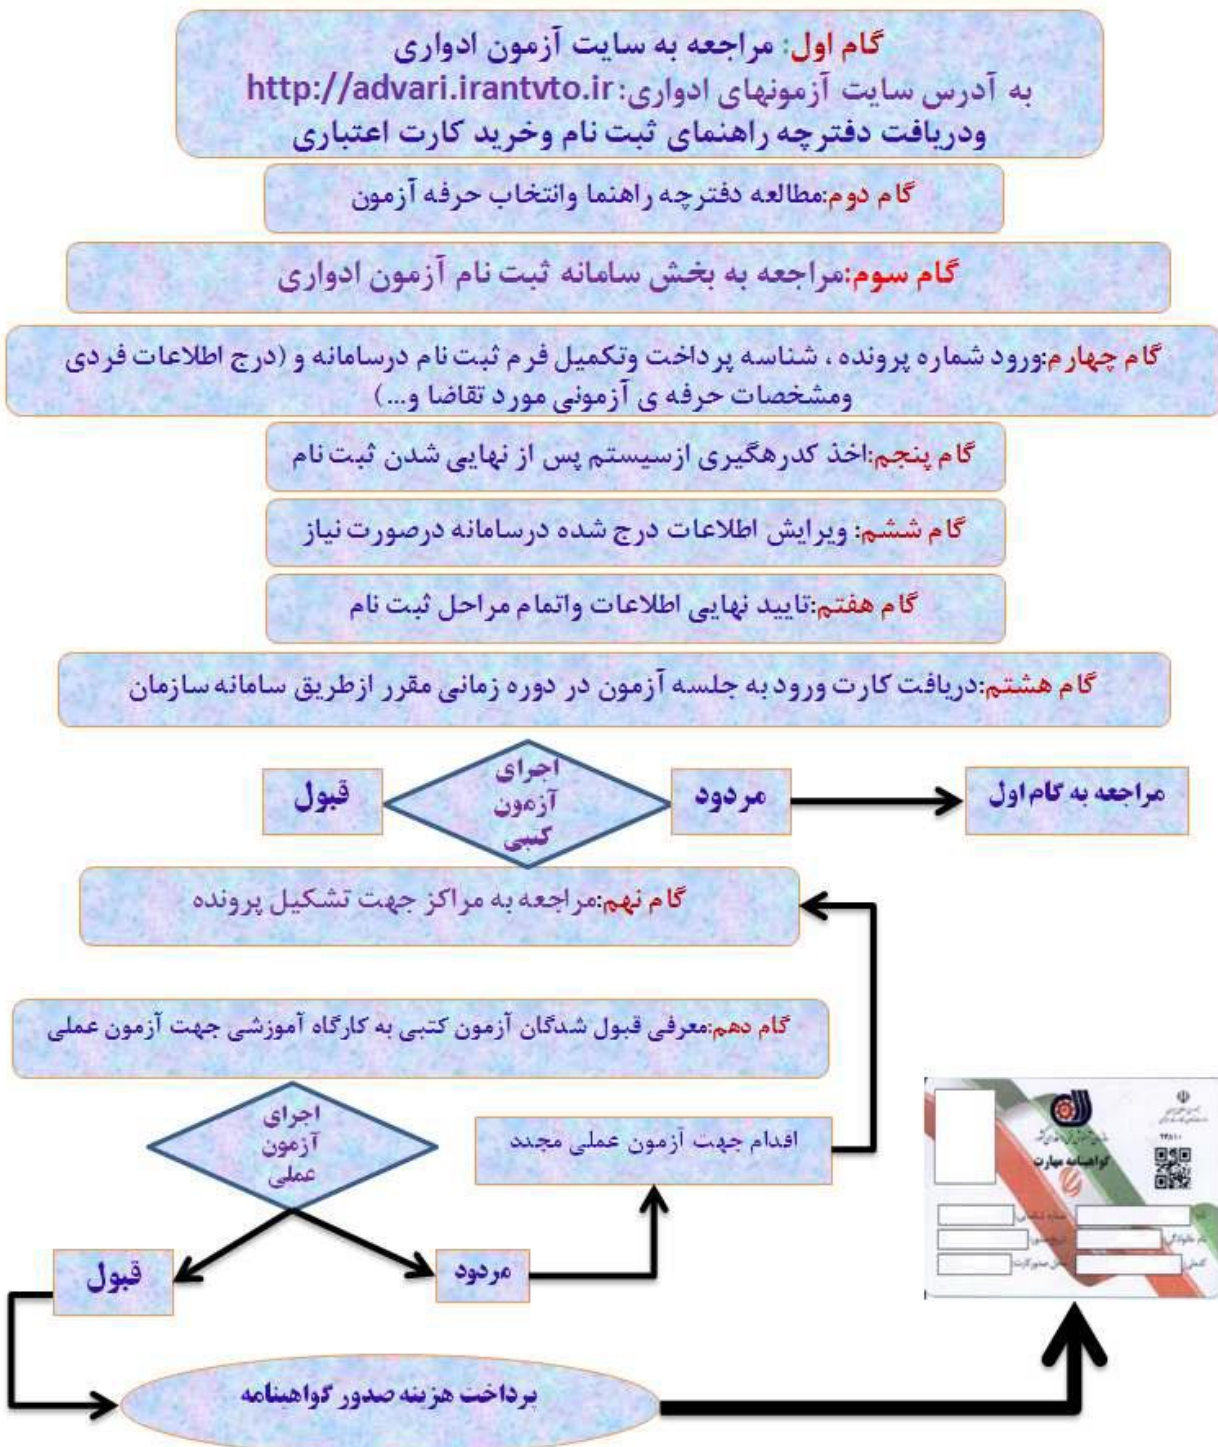 گام اول: مراجعه به سایت آزمون ادواری
به آدرس سایت آزمونهای ادواری: http://advari.irantvto.ir
ودریافت دفترچه راهنمای ثبت نام وخرید کارت اعتباری
گام دوم:مطالعه دفترچه راهنما وانتخاب حرفه آزمون
گام سوم:مراجعه به بخش سامانه ثبت نام آزمون ادواری
گام چهارم:ورود شماره پرونده ، شناسه پرداخت وتکمیل فرم ثبت نام درسامانه و (درج اطلاعات فردی
ومشخصات حرفه ی آزمونی مورد تقاضا و...)
گام پنجم:اخذ کدرهگیری ازسیستم پس از نهایی شدن ثبت نام
گام ششم: ویرایش اطلاعات درج شده درسامانه درصورت نیاز
گام هفتم:تایید نهایی اطلاعات واتمام مراحل ثبت نام
گام هشتم:دریافت کارت ورود به جلسه آزمون در دوره زمانی مقرر ازطریق سامانه سازمان
اجرای
آزمون
کتبی
قبول
مردود
مراجعه به گام اول
گام نهم:مراجعه به مراکز جهت تشکیل پرونده
گام دهم:معرفی قبول شدگان آزمون کتبی به کارگاه آموزشی جهت آزمون عملی
اجرای
آزمون
عملی
اقدام جهت آزمون عملی مجدد
قبول
مردود
پرداخت هزینه صدور گواهینامه
گواهینامه مهارت
نام خانوادگی: